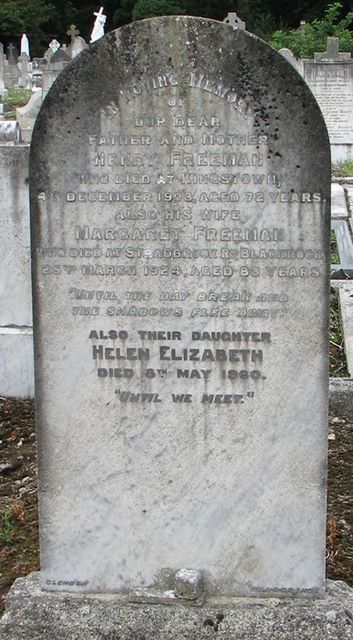 IN LOVING MEMORY
OF
OUR DEAR
FATHER AND MOTHER
HENRY FREEMAN
WHO DIED AT KINGSTOWN,
4TH DECEMBER 1903, AGED 72 YEARS.
ALSO HIS WIFE
MARGARET FREEMAN
WHO DIED AT STRADBROOK RD BLACKROCK
25TH MARCH 1924, AGED 83 YEARS.
"UNTIL THE DAY BREAK AND
THE SHADOWS FLEE AWAY"
ALSO THEIR DAUGHTER
HELEN ELIZABETH
DIED 8TH MAY 1960.
"UNTIL WE MEET."